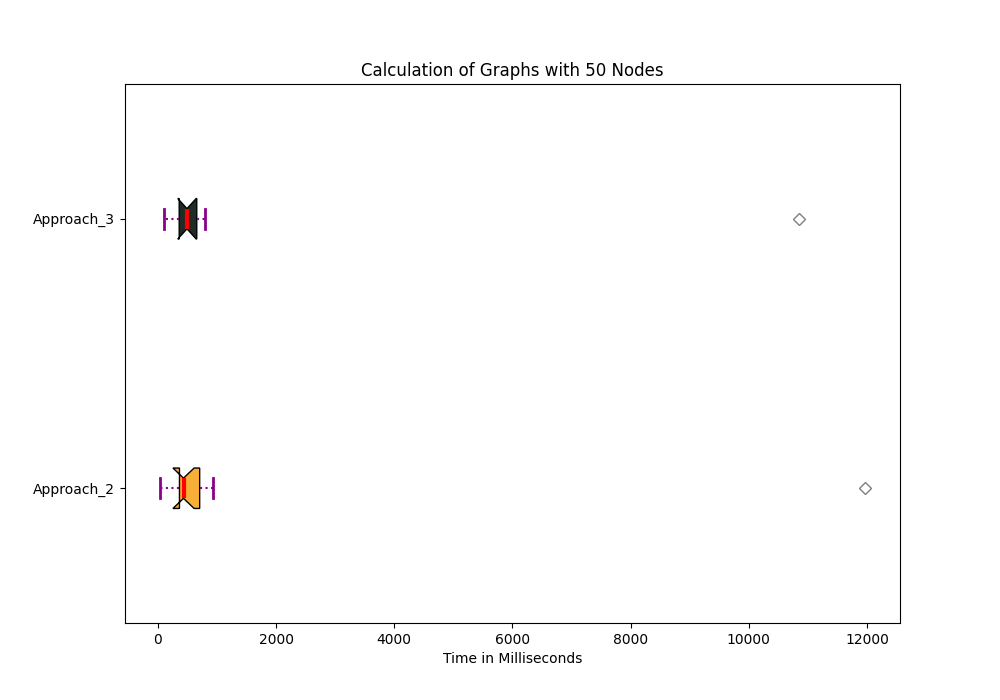 Calculation of Graphs with 50 Nodes
Approach_3
Approach_2
0 2000 4000 6000 8000 10000 12000
Time in Milliseconds